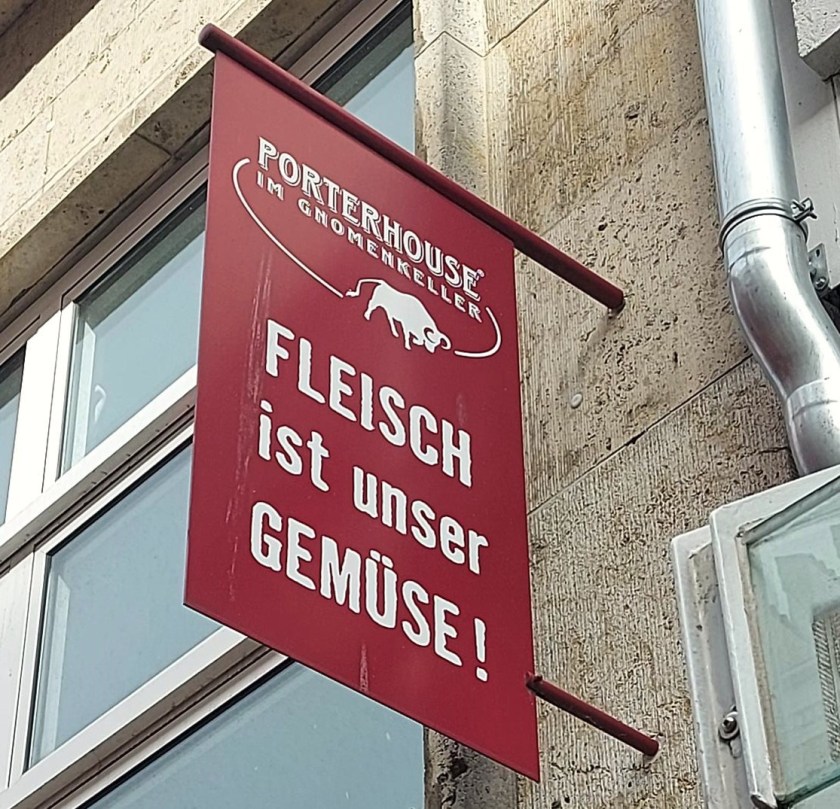 PORTERHOUSE®
IM GNOMENKELLER
FLEISCH
ist unser
GEMÜSE!